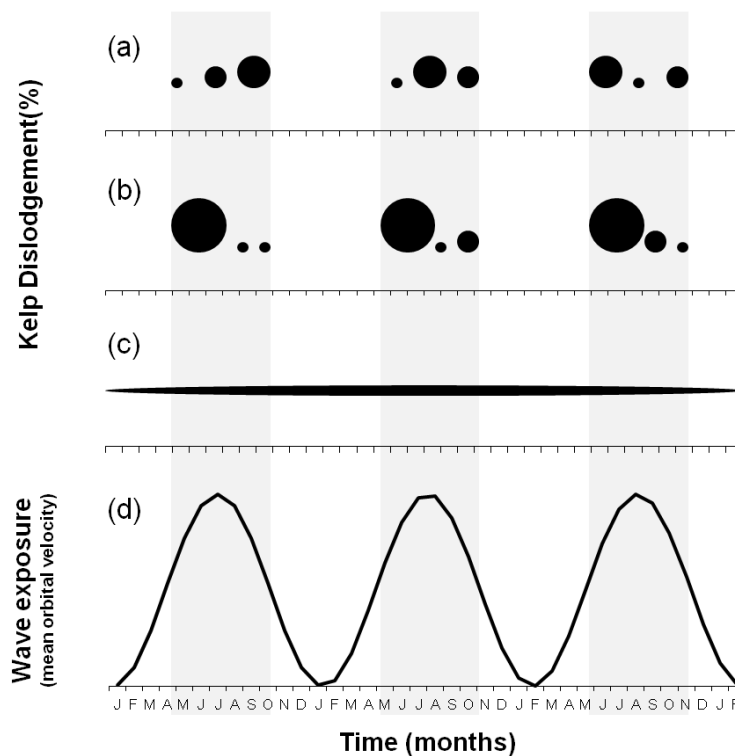 Kelp Dislodgement(%)
(a)
(b)
(c)
Wave exposure
(mean orbital velocity)
(d)
J F M A M J J A S O N D J F M A M J J A S O N D J F M A M J J A S O N D J F
Time (months)